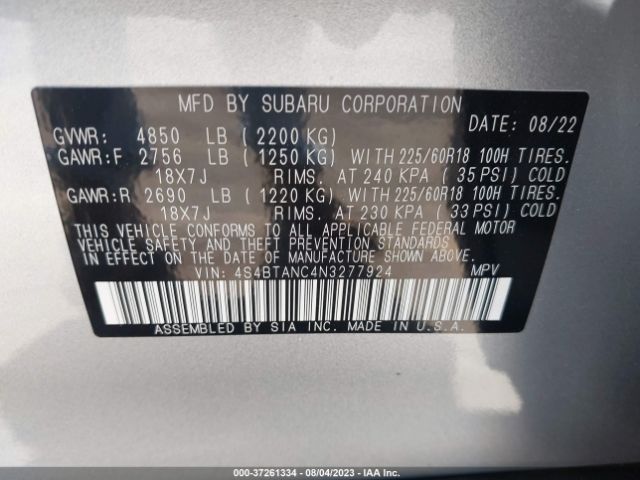 MFD BY SUBARU CORPORATION
DATE: 08/22
GVWR: 4850 LB (2200 KG)
GAWR:F 2756 LB (1250 KG) WITH 225/60R18 100H TIRES.
18X7J RIMS. AT 240 KPA (35 PSI) COLD
GAWR:R 2690 LB (1220 KG) WITH 225/60R18 100H TIRES.
18X7J RIMS. AT 230 KPA (33 PSI) COLD
THIS VEHICLE CONFORMS TO ALL APPLICABLE FEDERAL MOTOR
VEHICLE SAFETY AND THEFT PREVENTION STANDARDS
IN EFFECT ON THE DATE OF MANUFACTURE SHOWN ABOVE.
VIN: 4S4BTANC4N3277924 MPV
ASSEMBLED BY SIA INC. MADE IN U.S.A.
000-37261334 - 08/04/2023 - IAA Inc.